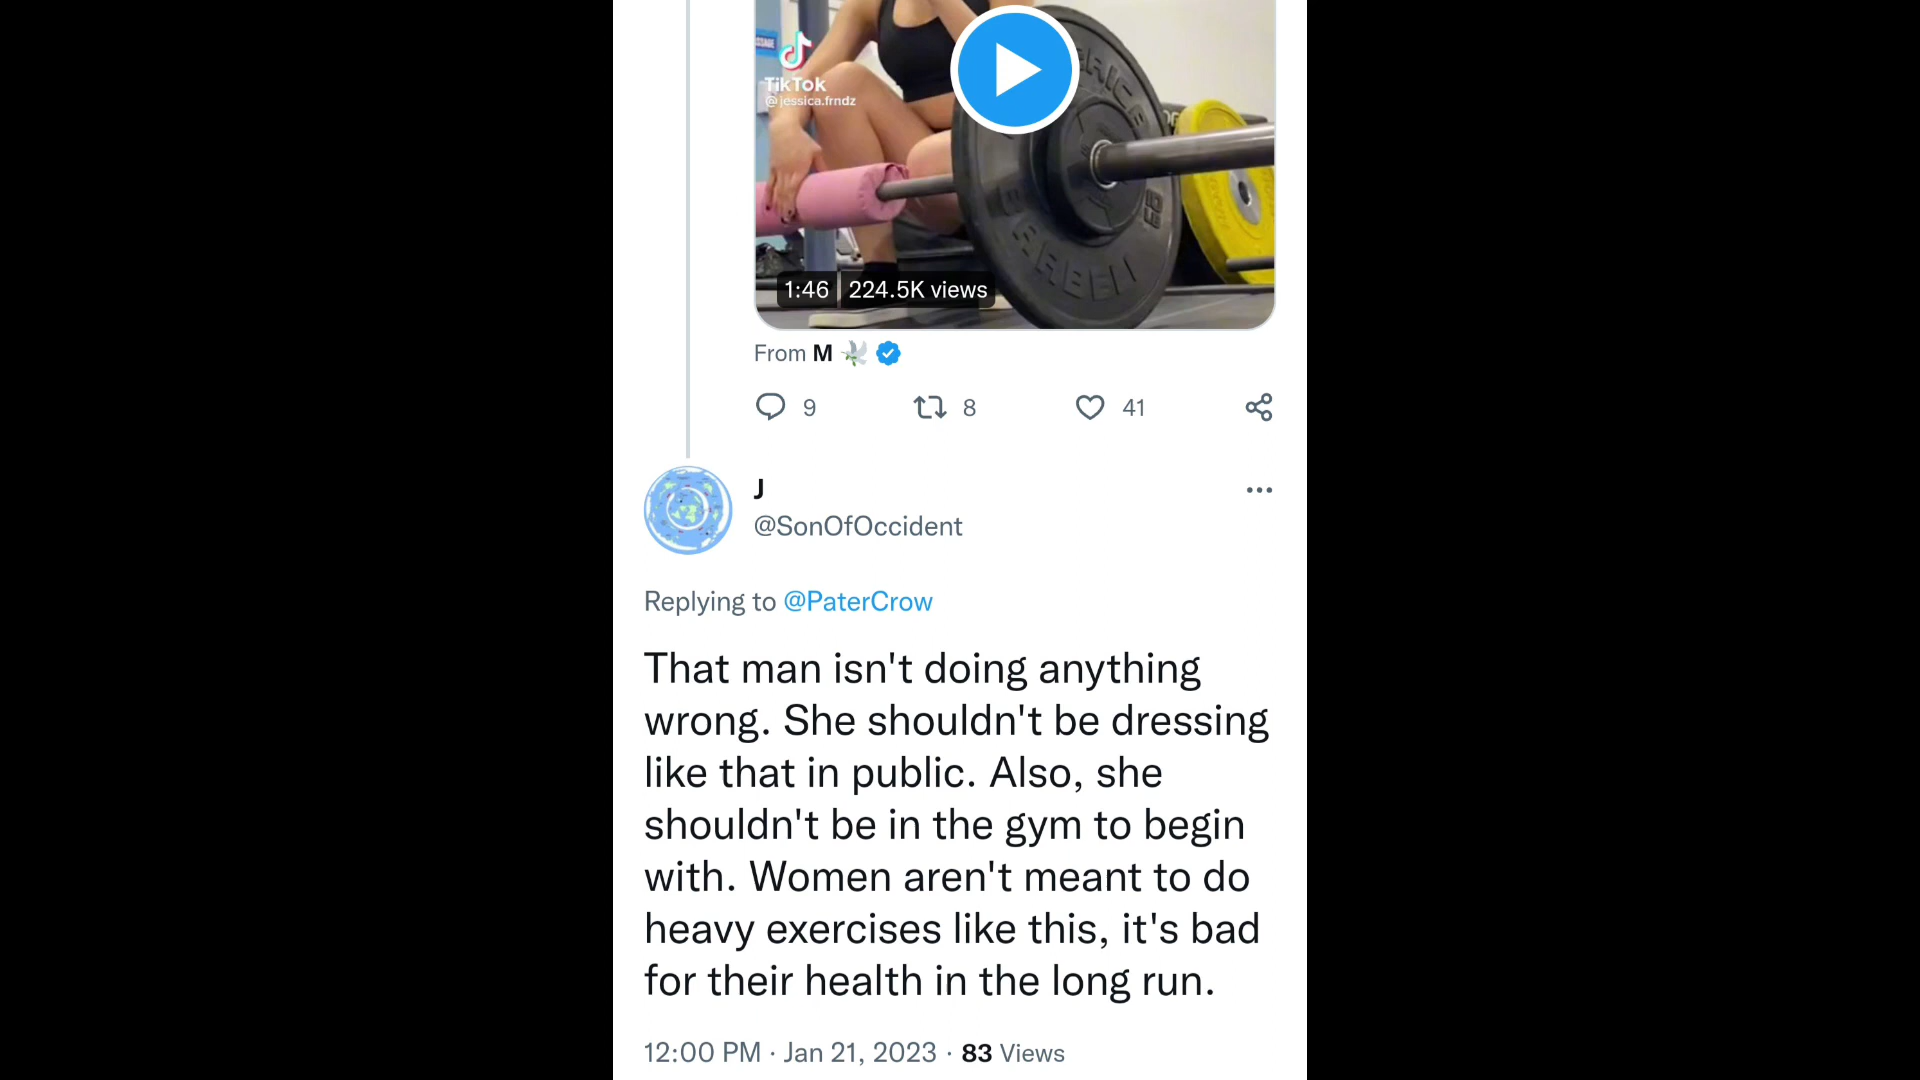 TikTok
@jessica.frndz
BARBELL
10
LB
1:46 | 224.5K views
From M
9
8
41
J
@SonOfOccident
Replying to @PaterCrow
That man isn't doing anything
wrong. She shouldn't be dressing
like that in public. Also, she
shouldn't be in the gym to begin
with. Women aren't meant to do
heavy exercises like this, it's bad
for their health in the long run.
12:00 PM · Jan 21, 2023 · 83 Views